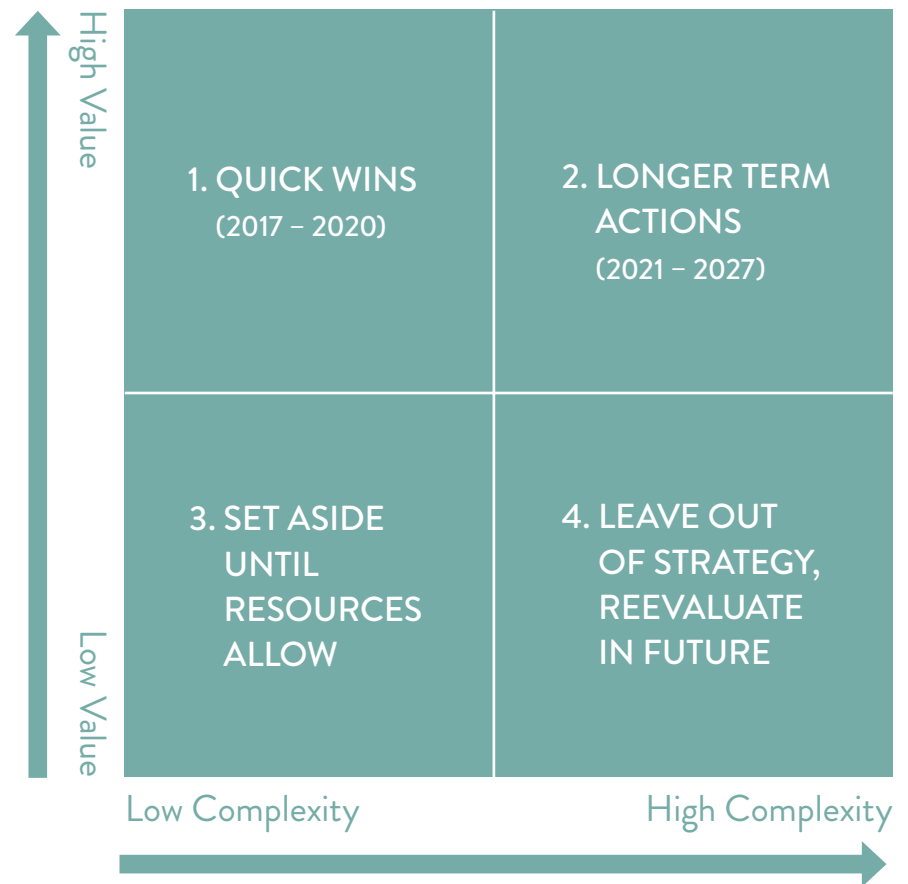 High Value
1. QUICK WINS
(2017 – 2020)
2. LONGER TERM
ACTIONS
(2021 – 2027)
3. SET ASIDE
UNTIL
RESOURCES
ALLOW
4. LEAVE OUT
OF STRATEGY,
REEVALUATE
IN FUTURE
Low Value
Low Complexity
High Complexity